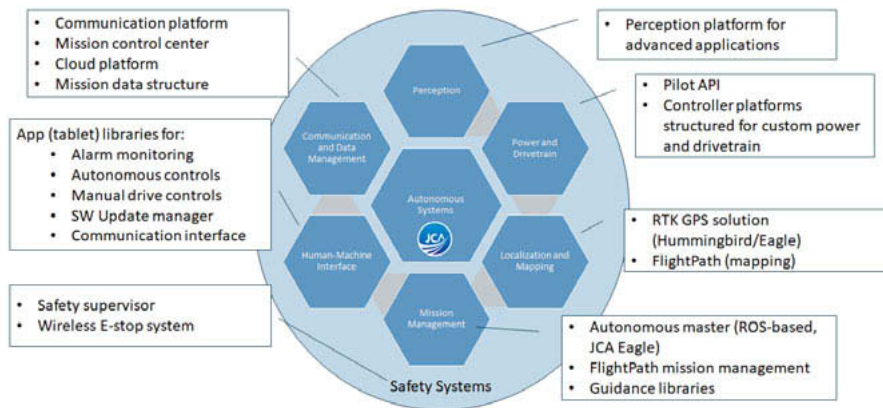 • Communication platform
• Mission control center
• Cloud platform
• Mission data structure
• Perception platform for
advanced applications
Perception
• Pilot API
• Controller platforms
structured for custom power
and drivetrain
App (tablet) libraries for:
• Alarm monitoring
• Autonomous controls
• Manual drive controls
• SW Update manager
• Communication interface
Communication
and Data
Management
Power and
Drivetrain
Autonomous
Systems
JCA
• RTK GPS solution
(Hummingbird/Eagle)
• FlightPath (mapping)
Human-Machine
Interface
Localization and
Mapping
• Safety supervisor
• Wireless E-stop system
Mission
Management
• Autonomous master (ROS-based,
JCA Eagle)
• FlightPath mission management
• Guidance libraries
Safety Systems